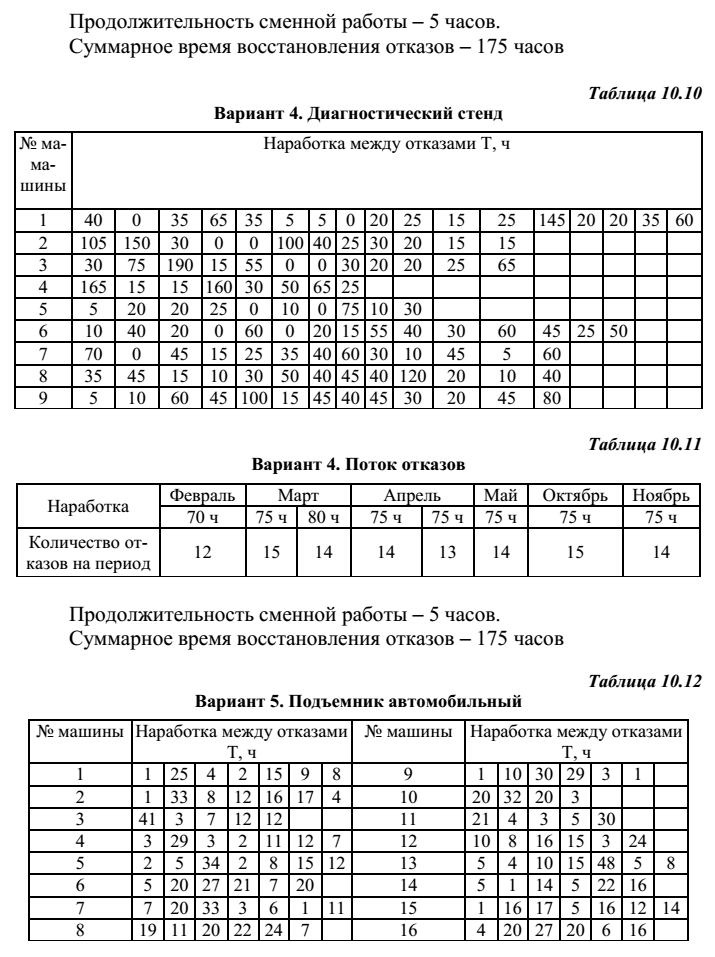 Продолжительность сменной работы – 5 часов.
Суммарное время восстановления отказов – 175 часов
Таблица 10.10
Вариант 4. Диагностический стенд
№ ма- Наработка между отказами Т, ч
ма-
шины
1 40 0 35 65 35 5 5 0 20 25 15 25 145 20 20 35 60
2 105 150 30 0 0 100 40 25 30 20 15 15
3 30 75 190 15 55 0 0 30 20 20 25 65
4 165 15 15 160 30 50 65 25
5 5 20 20 25 0 10 0 75 10 30
6 10 40 20 0 60 0 20 15 55 40 30 60 45 25 50
7 70 0 45 15 25 35 40 60 30 10 45 5 60
8 35 45 15 10 30 50 40 45 40 120 20 10 40
9 5 10 60 45 100 15 45 40 45 30 20 45 80
Таблица 10.11
Вариант 4. Поток отказов
Наработка Февраль Март Апрель Май Октябрь Ноябрь
70 ч 75 ч 80 ч 75 ч 75 ч 75 ч 75 ч 75 ч
Количество от-
казов на период 12 15 14 14 13 14 15 14
Продолжительность сменной работы – 5 часов.
Суммарное время восстановления отказов – 175 часов
Таблица 10.12
Вариант 5. Подъемник автомобильный
№ машины Наработка между отказами № машины Наработка между отказами
Т, ч Т, ч
1 1 25 4 2 15 9 8 9 1 10 30 29 3 1
2 1 33 8 12 16 17 4 10 20 32 20 3
3 41 3 7 12 12 11 21 4 3 5 30
4 3 29 3 2 11 12 7 12 10 8 16 15 3 24
5 2 5 34 2 8 15 12 13 5 4 10 15 48 5 8
6 5 20 27 21 7 20 14 5 1 14 5 22 16
7 7 20 33 3 6 1 11 15 1 16 17 5 16 12 14
8 19 11 20 22 24 7 16 4 20 27 20 6 16